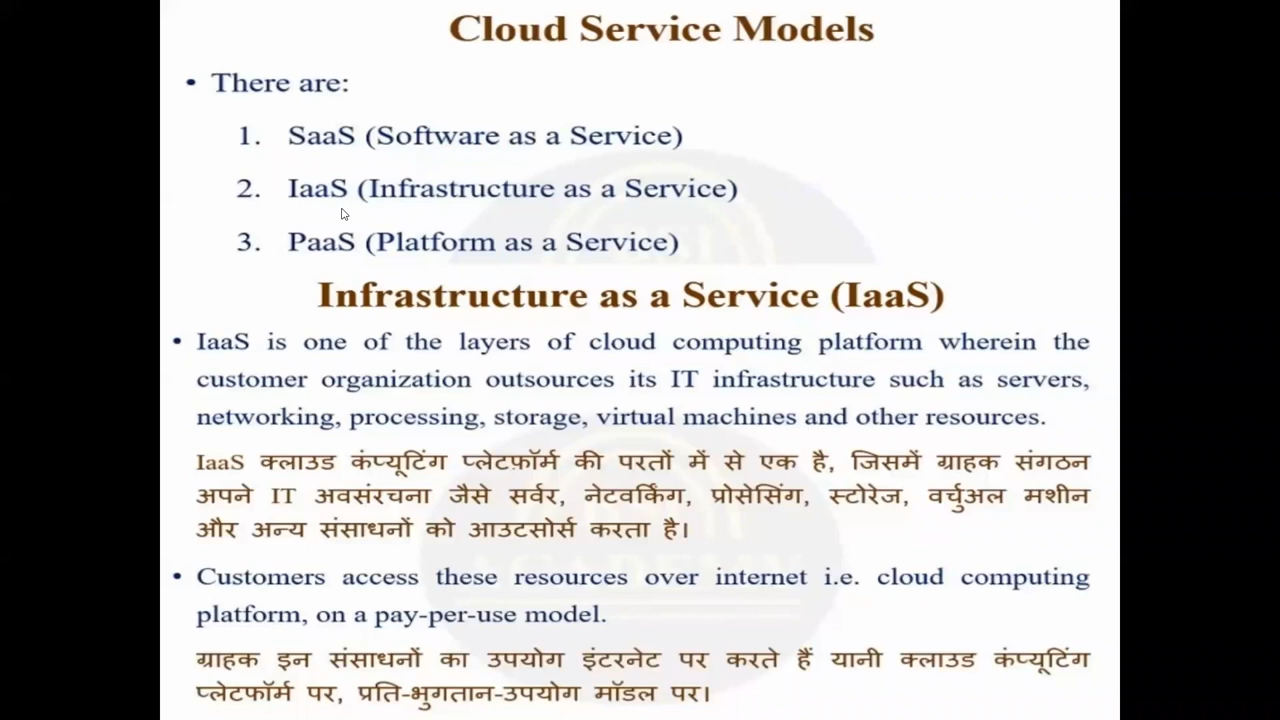 Cloud Service Models
• There are:
1. SaaS (Software as a Service)
2. IaaS (Infrastructure as a Service)
3. PaaS (Platform as a Service)
Infrastructure as a Service (IaaS)
• IaaS is one of the layers of cloud computing platform wherein the
customer organization outsources its IT infrastructure such as servers,
networking, processing, storage, virtual machines and other resources.
IaaS क्लाउड कंप्यूटिंग प्लेटफ़ॉर्म की परतों में से एक है, जिसमें ग्राहक संगठन
अपने IT अवसंरचना जैसे सर्वर, नेटवर्किंग, प्रोसेसिंग, स्टोरेज, वर्चुअल मशीन
और अन्य संसाधनों को आउटसोर्स करता है।
• Customers access these resources over internet i.e. cloud computing
platform, on a pay-per-use model.
ग्राहक इन संसाधनों का उपयोग इंटरनेट पर करते हैं यानी क्लाउड कंप्यूटिंग
प्लेटफॉर्म पर, प्रति-भुगतान-उपयोग मॉडल पर।